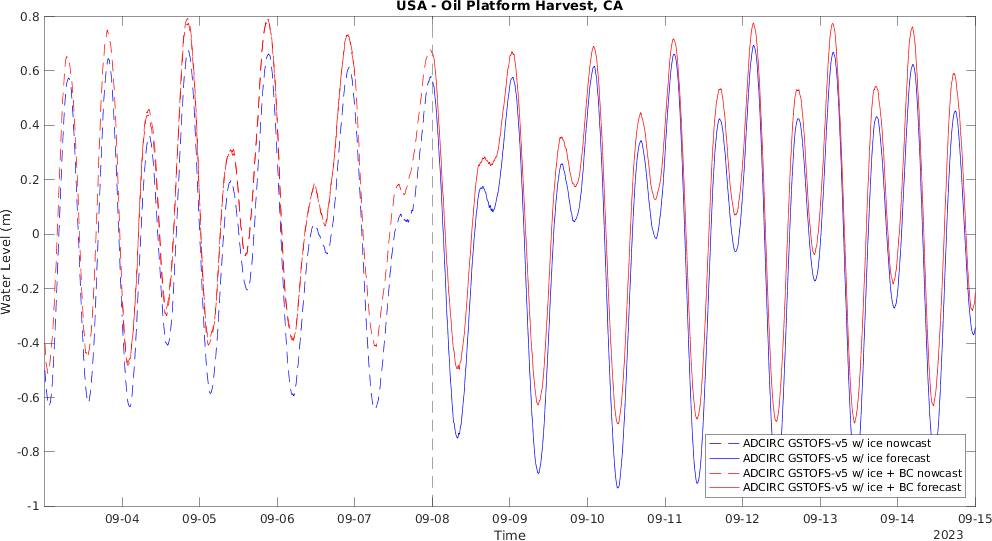 USA - Oil Platform Harvest, CA
Water Level (m)
0.8
0.6
0.4
0.2
0
-0.2
-0.4
-0.6
-0.8
-1
ADCIRC GSTOFS-v5 w/ ice nowcast
ADCIRC GSTOFS-v5 w/ ice forecast
ADCIRC GSTOFS-v5 w/ ice + BC nowcast
ADCIRC GSTOFS-v5 w/ ice + BC forecast
09-04 09-05 09-06 09-07 09-08 09-09 09-10 09-11 09-12 09-13 09-14 09-15
Time
2023